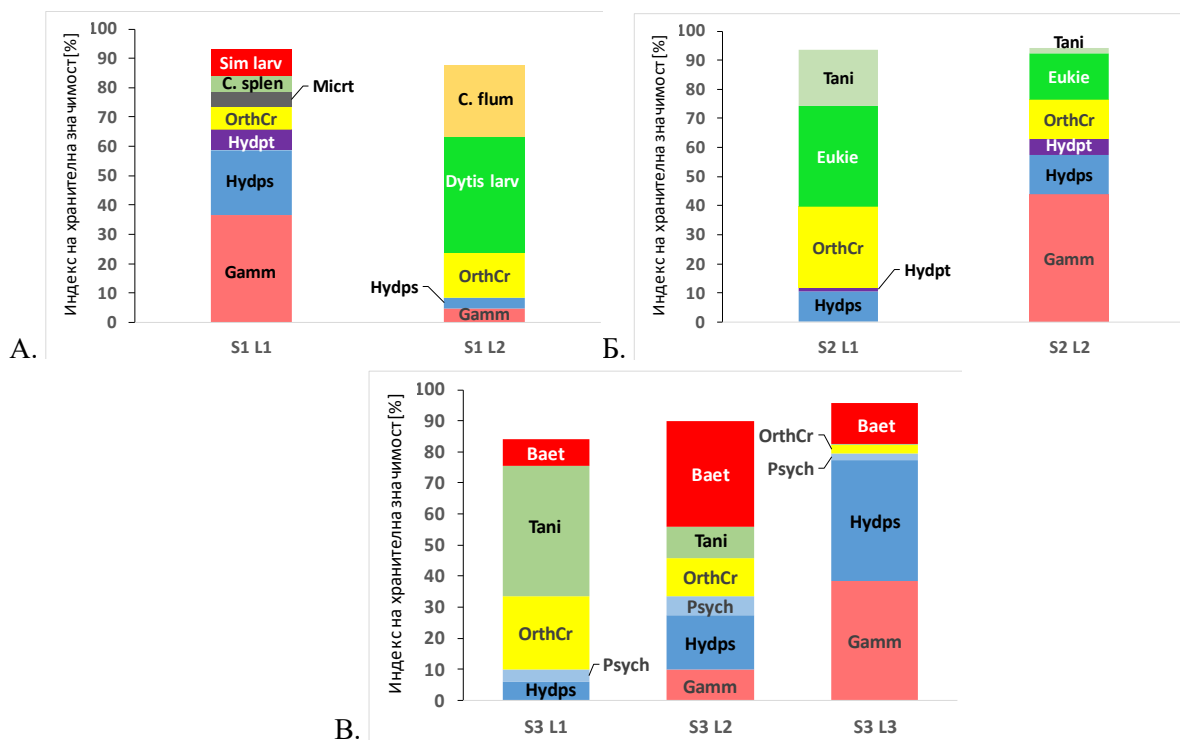 Индекс на хранителна значимост [%]
100
90
80
70
60
50
40
30
20
10
0
Sim larv
C. splen
Micrt
OrthCr
Hydpt
Hydps
Gamm
C. flum
Dytis larv
OrthCr
Hydps
Gamm
S1 L1
S1 L2
А.
Индекс на хранителна значимост [%]
100
90
80
70
60
50
40
30
20
10
0
Tani
Eukie
OrthCr
Hydpt
Hydps
Tani
Eukie
OrthCr
Hydpt
Hydps
Gamm
S2 L1
S2 L2
Б.
Индекс на хранителна значимост [%]
100
90
80
70
60
50
40
30
20
10
0
Baet
Tani
OrthCr
Psych
Hydps
Baet
Tani
OrthCr
Psych
Hydps
Gamm
Baet
OrthCr
Psych
Hydps
Gamm
S3 L1
S3 L2
S3 L3
В.